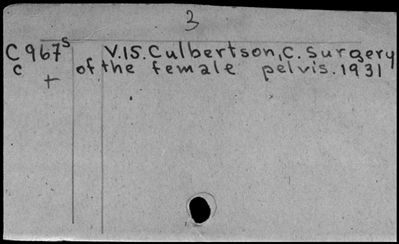 3
C967s V.15. Culbertson, C. Surgery
c of the female pelvis. 1931
+